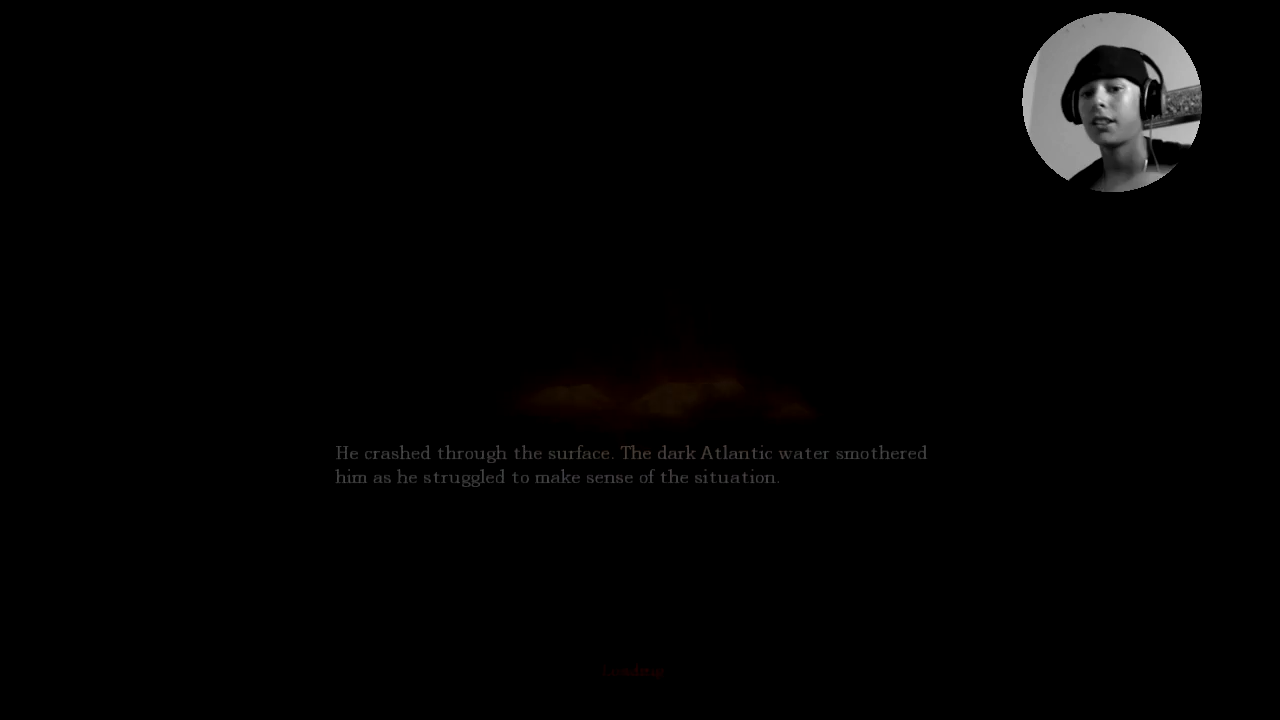 He crashed through the surface. The dark Atlantic water smothered
him as he struggled to make sense of the situation.